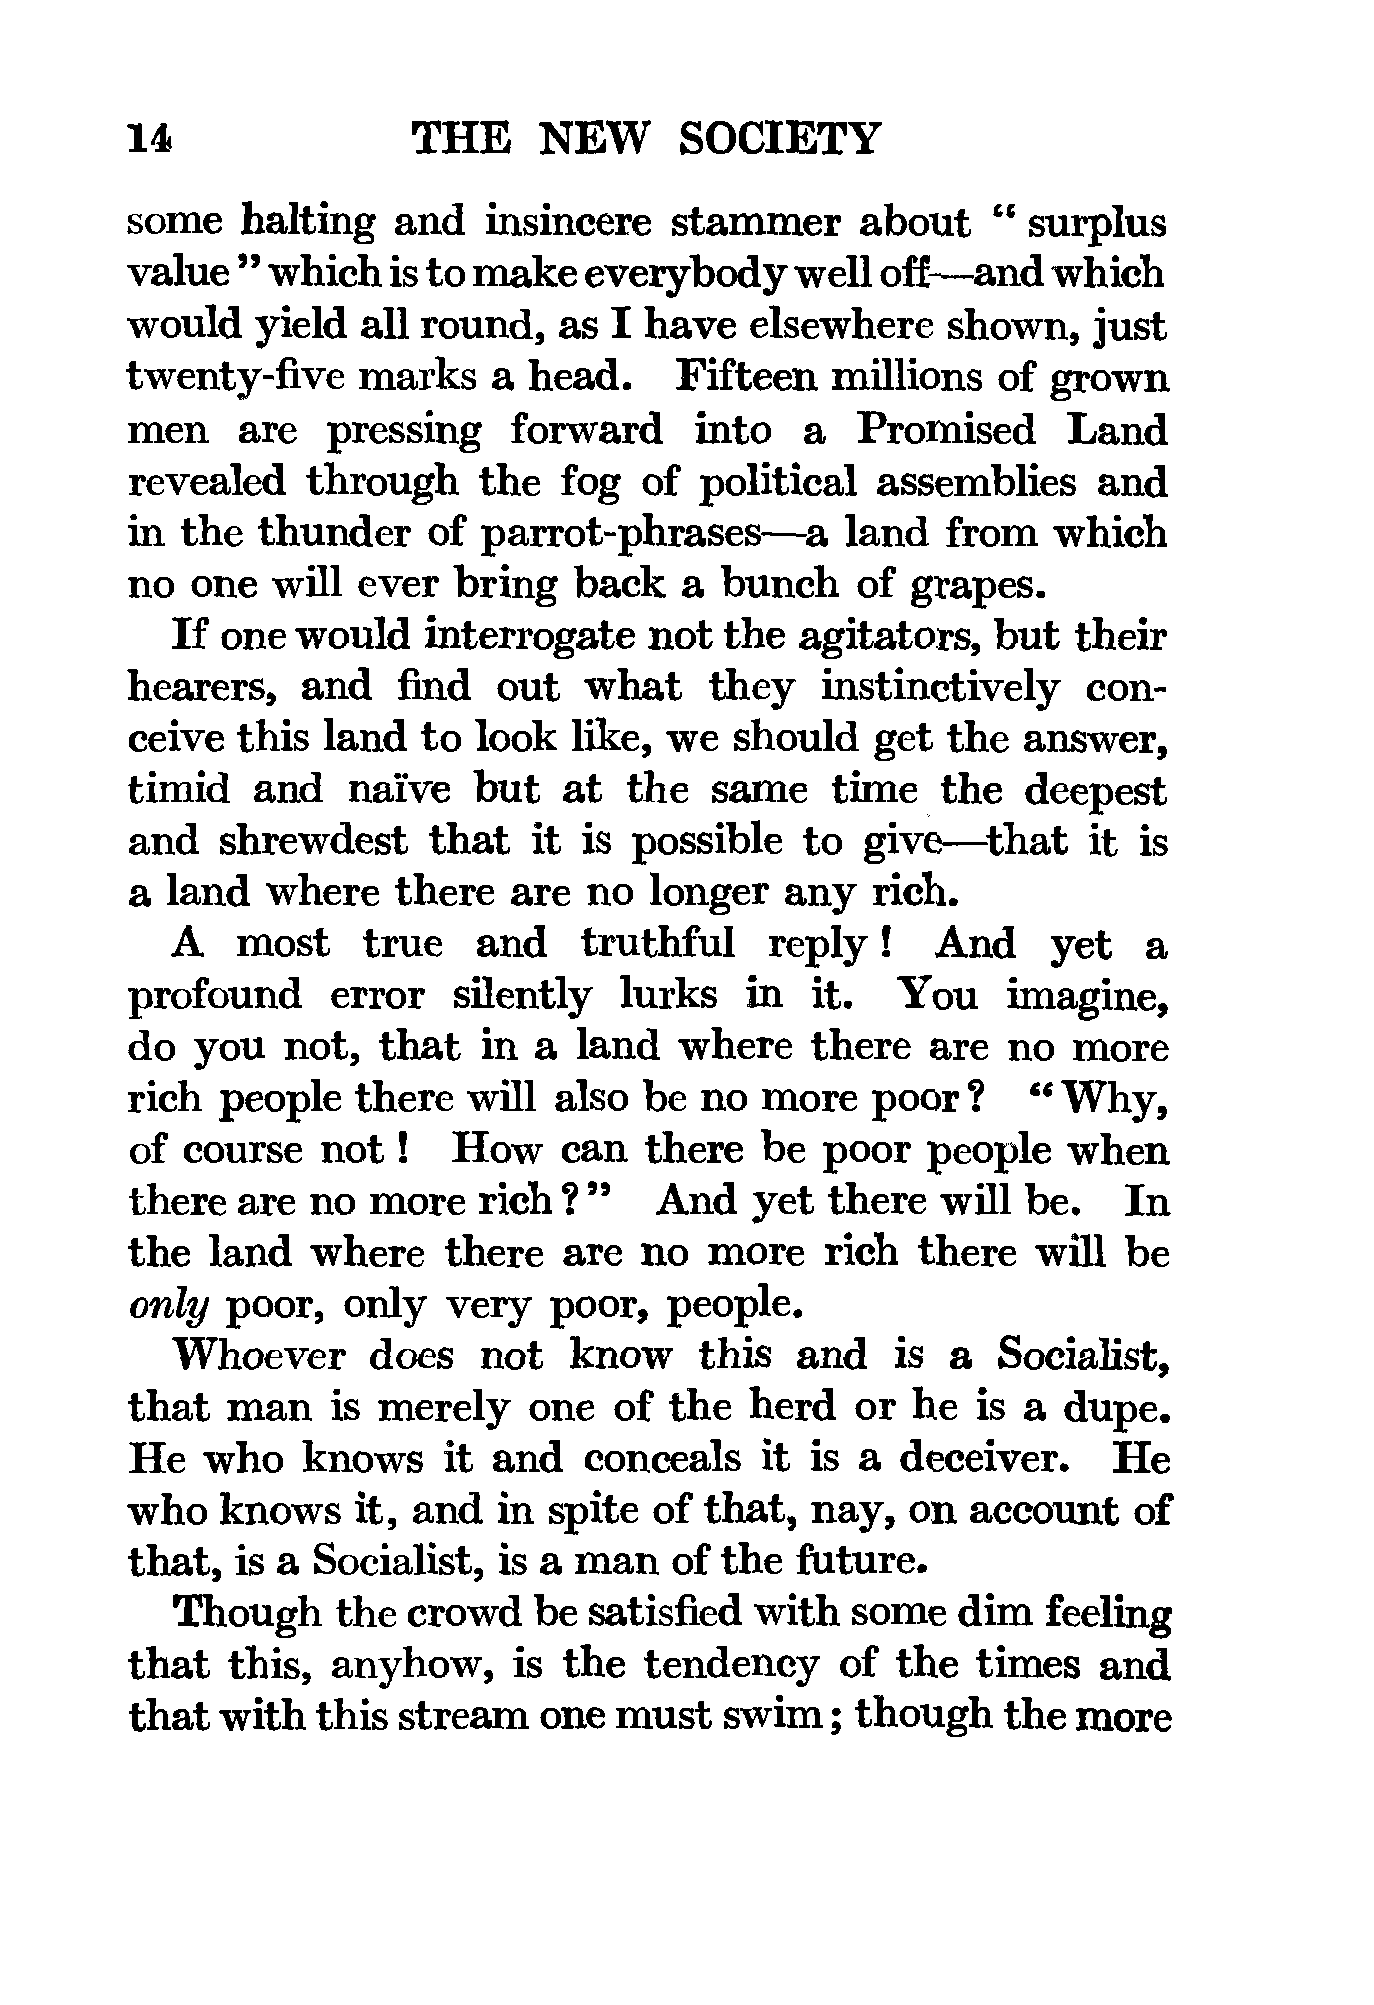 14 THE NEW SOCIETY
some halting and insincere stammer about “ surplus
value ” which is to make everybody well off—and which
would yield all round, as I have elsewhere shown, just
twenty-five marks a head. Fifteen millions of grown
men are pressing forward into a Promised Land
revealed through the fog of political assemblies and
in the thunder of parrot-phrases—a land from which
no one will ever bring back a bunch of grapes.
If one would interrogate not the agitators, but their
hearers, and find out what they instinctively con-
ceive this land to look like, we should get the answer,
timid and naïve but at the same time the deepest
and shrewdest that it is possible to give—that it is
a land where there are no longer any rich.
A most true and truthful reply ! And yet a
profound error silently lurks in it. You imagine,
do you not, that in a land where there are no more
rich people there will also be no more poor ? “ Why,
of course not ! How can there be poor people when
there are no more rich ? ” And yet there will be. In
the land where there are no more rich there will be
only poor, only very poor, people.
Whoever does not know this and is a Socialist,
that man is merely one of the herd or he is a dupe.
He who knows it and conceals it is a deceiver. He
who knows it, and in spite of that, nay, on account of
that, is a Socialist, is a man of the future.
Though the crowd be satisfied with some dim feeling
that this, anyhow, is the tendency of the times and
that with this stream one must swim ; though the more